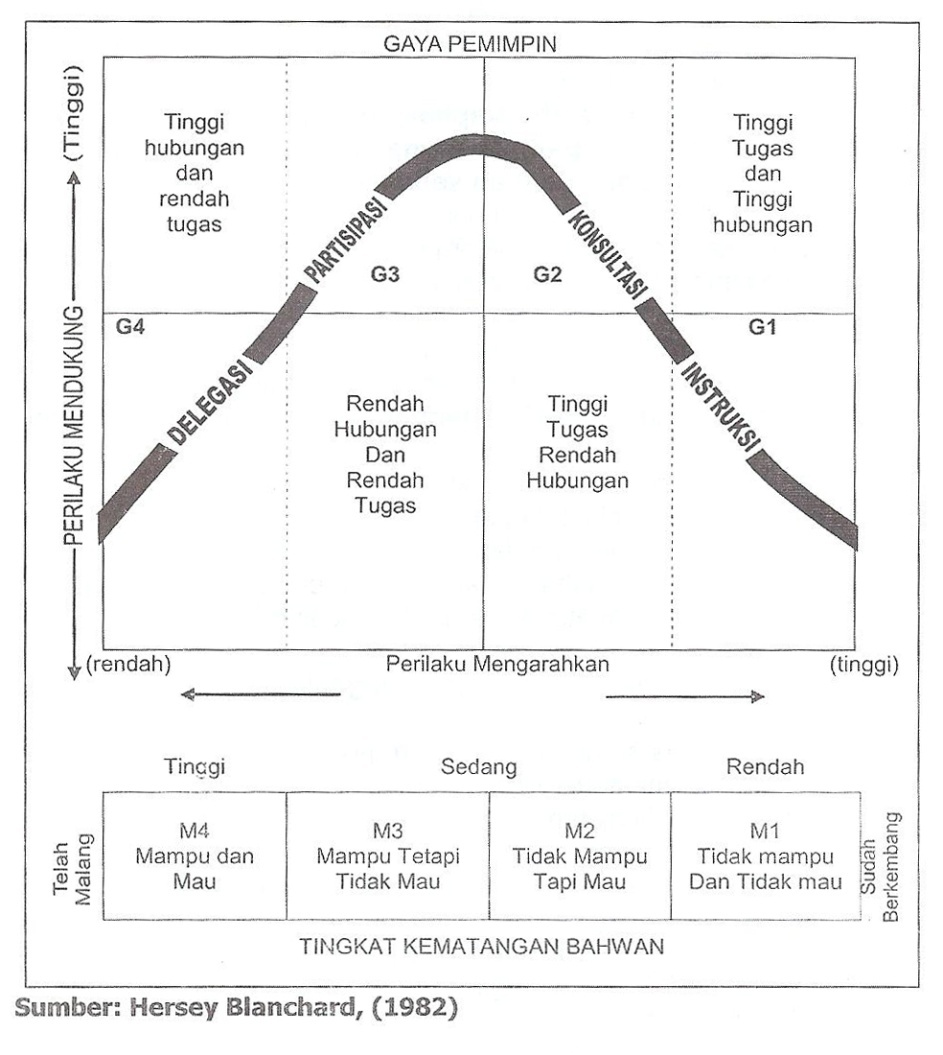 GAYA PEMIMPIN
(Tinggi)
PERILAKU MENDUKUNG
Tinggi
hubungan
dan
rendah
tugas
Tinggi
Tugas
dan
Tinggi
hubungan
PARTISIPASI
KONSULTASI
G3
G2
G4
G1
DELEGASI
INSTRUKSI
Rendah
Hubungan
Dan
Rendah
Tugas
Tinggi
Tugas
Rendah
Hubungan
(rendah)
Perilaku Mengarahkan
(tinggi)
Tinggi
Sedang
Rendah
Telah
Malang
M4
Mampu dan
Mau
M3
Mampu Tetapi
Tidak Mau
M2
Tidak Mampu
Tapi Mau
M1
Tidak mampu
Dan Tidak mau
Sudah
Berkembang
TINGKAT KEMATANGAN BAHWAN
Sumber: Hersey Blanchard, (1982)